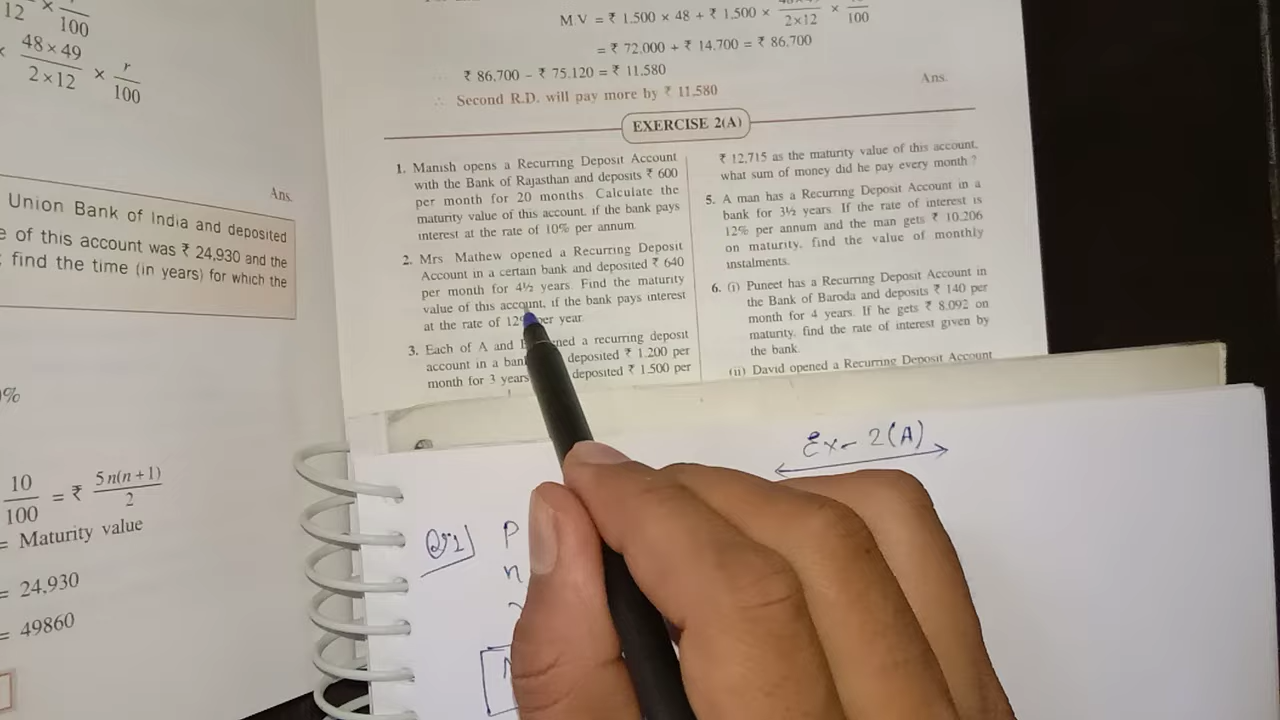 12 × /100
× 48×49/2×12 × r/100
Ans.
Union Bank of India and deposited
e of this account was ₹ 24,930 and the
find the time (in years) for which the
%
10/100 = ₹ 5n(n+1)/2
= Maturity value
= 24,930
= 49860
M V = ₹ 1,500 × 48 + ₹ 1,500 × /2×12 × /100
= ₹ 72,000 + ₹ 14,700 = ₹ 86,700
∴ ₹ 86,700 – ₹ 75,120 = ₹ 11,580
∴ Second R.D. will pay more by ₹ 11,580
Ans.
EXERCISE 2(A)
1. Manish opens a Recurring Deposit Account
with the Bank of Rajasthan and deposits ₹ 600
per month for 20 months. Calculate the
maturity value of this account, if the bank pays
interest at the rate of 10% per annum.
2. Mrs. Mathew opened a Recurring Deposit
Account in a certain bank and deposited ₹ 640
per month for 4½ years. Find the maturity
value of this account, if the bank pays interest
at the rate of 12% per year.
3. Each of A and ened a recurring deposit
account in a bank deposited ₹ 1,200 per
month for 3 years deposited ₹ 1,500 per
₹ 12,715 as the maturity value of this account,
what sum of money did he pay every month ?
5. A man has a Recurring Deposit Account in a
bank for 3½ years. If the rate of interest is
12% per annum and the man gets ₹ 10,206
on maturity, find the value of monthly
instalments.
6. (i) Puneet has a Recurring Deposit Account in
the Bank of Baroda and deposits ₹ 140 per
month for 4 years. If he gets ₹ 8,092 on
maturity, find the rate of interest given by
the bank.
(ii) David opened a Recurring Deposit Account
Ex- 2(A)
Q1] P
n